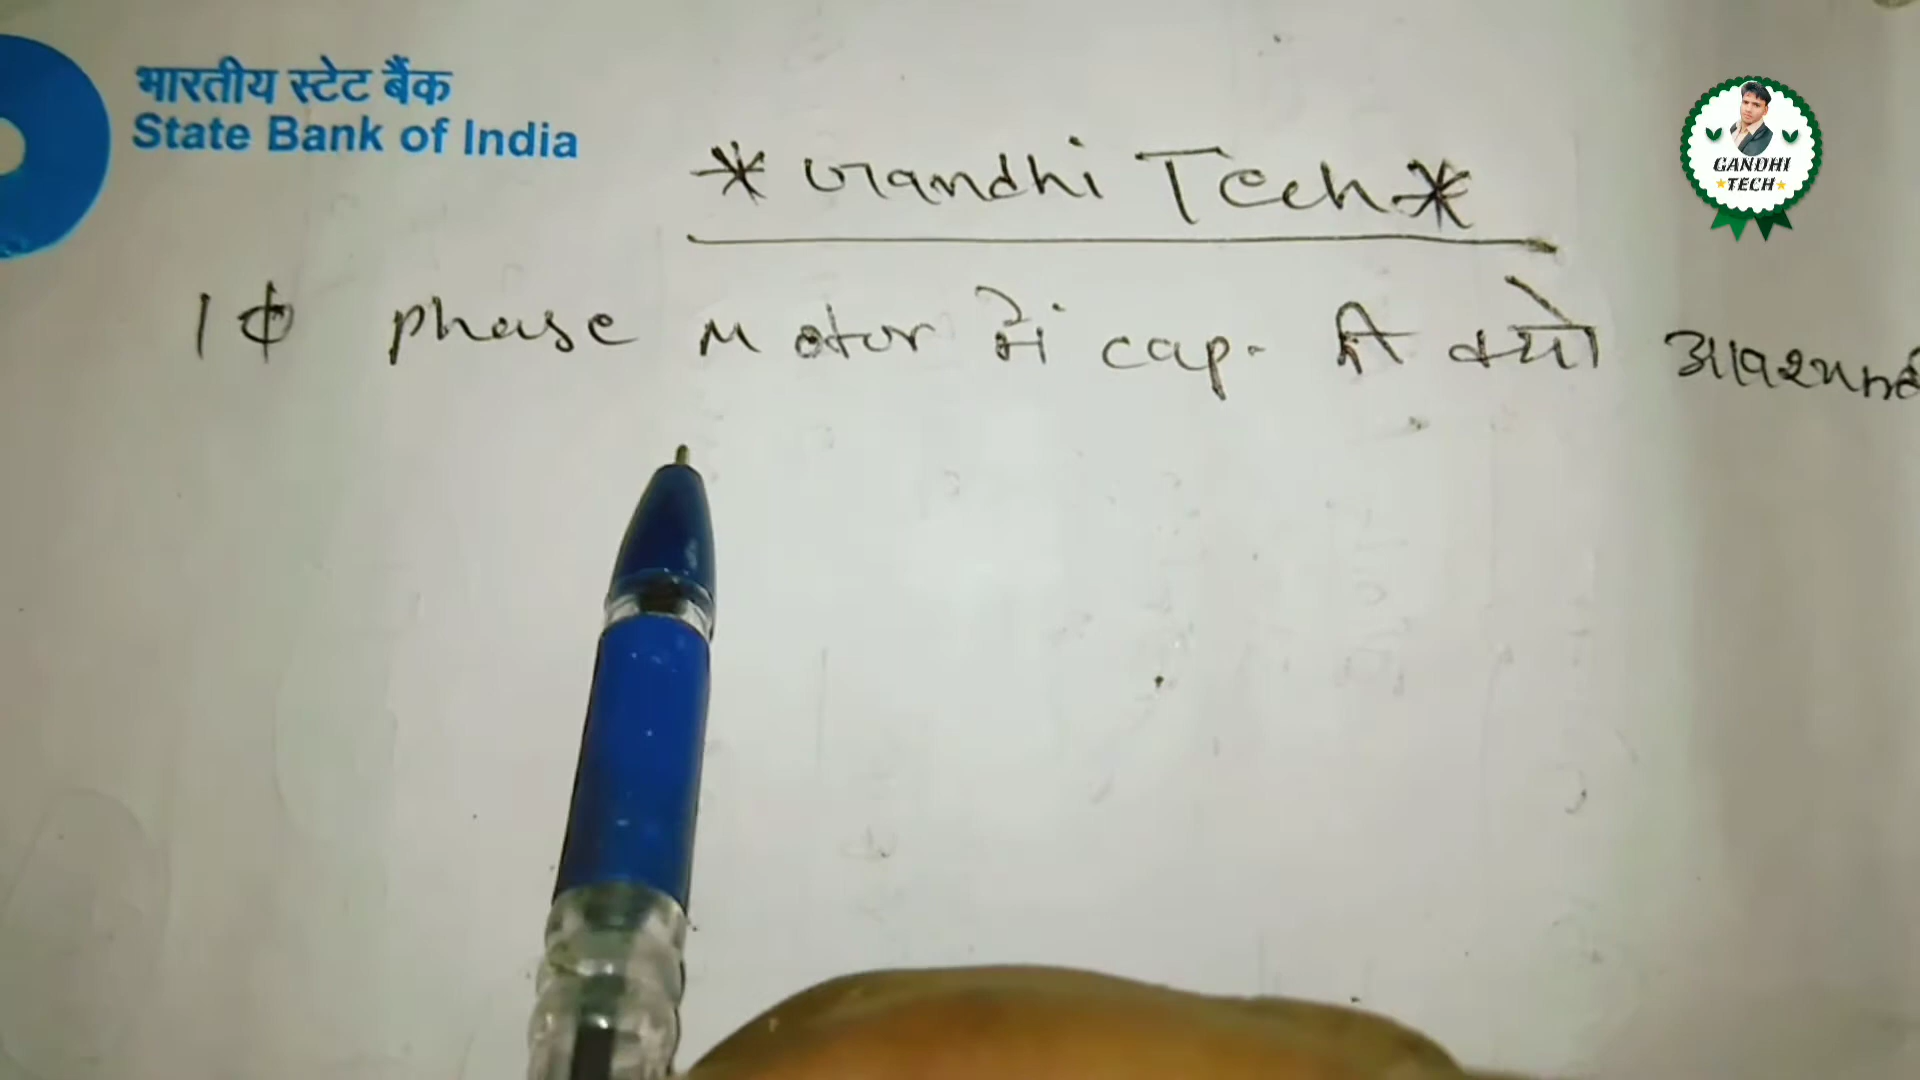 भारतीय स्टेट बैंक
State Bank of India
* Gandhi Tech *
GANDHI
TECH
1ϕ phase Motor में cap. की क्यों